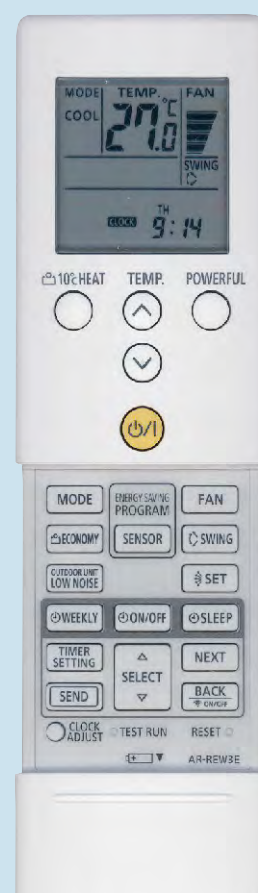 MODE TEMP. FAN
COOL 27.0 °C
SWING
TH
CLOCK 9:14
10°C HEAT TEMP. POWERFUL
MODE ENERGY SAVING PROGRAM FAN
ECONOMY SENSOR SWING
OUTDOOR UNIT LOW NOISE SET
WEEKLY ON/OFF SLEEP
TIMER SETTING SELECT NEXT
SEND BACK ON/OFF
CLOCK ADJUST TEST RUN RESET
AR-REW3E